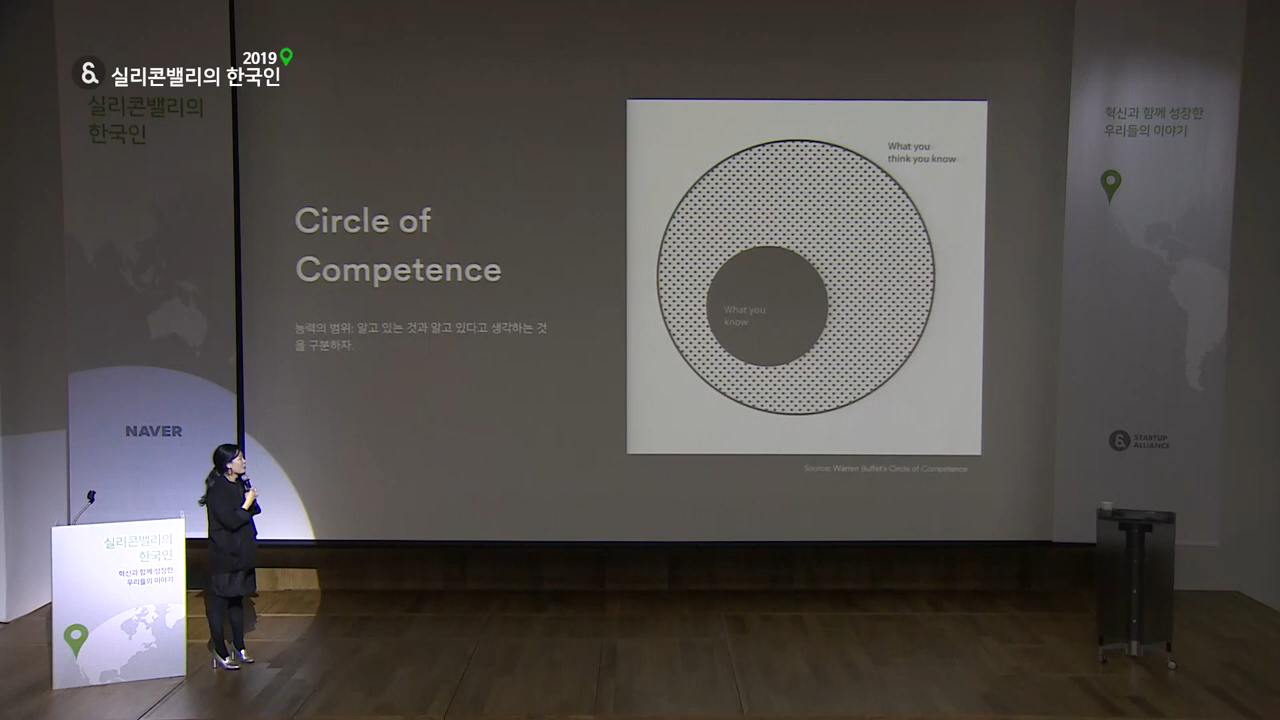 2019
실리콘밸리의 한국인
실리콘밸리의
한국인
Circle of
Competence
능력의 범위: 알고 있는 것과 알고 있다고 생각하는 것
을 구분하자.
What you
think you know
What you
know
Source: Warren Buffet's Circle of Competence
혁신과 함께 성장한
우리들의 이야기
STARTUP
ALLIANCE
NAVER
실리콘밸리의
한국인
혁신과 함께 성장한
우리들의 이야기